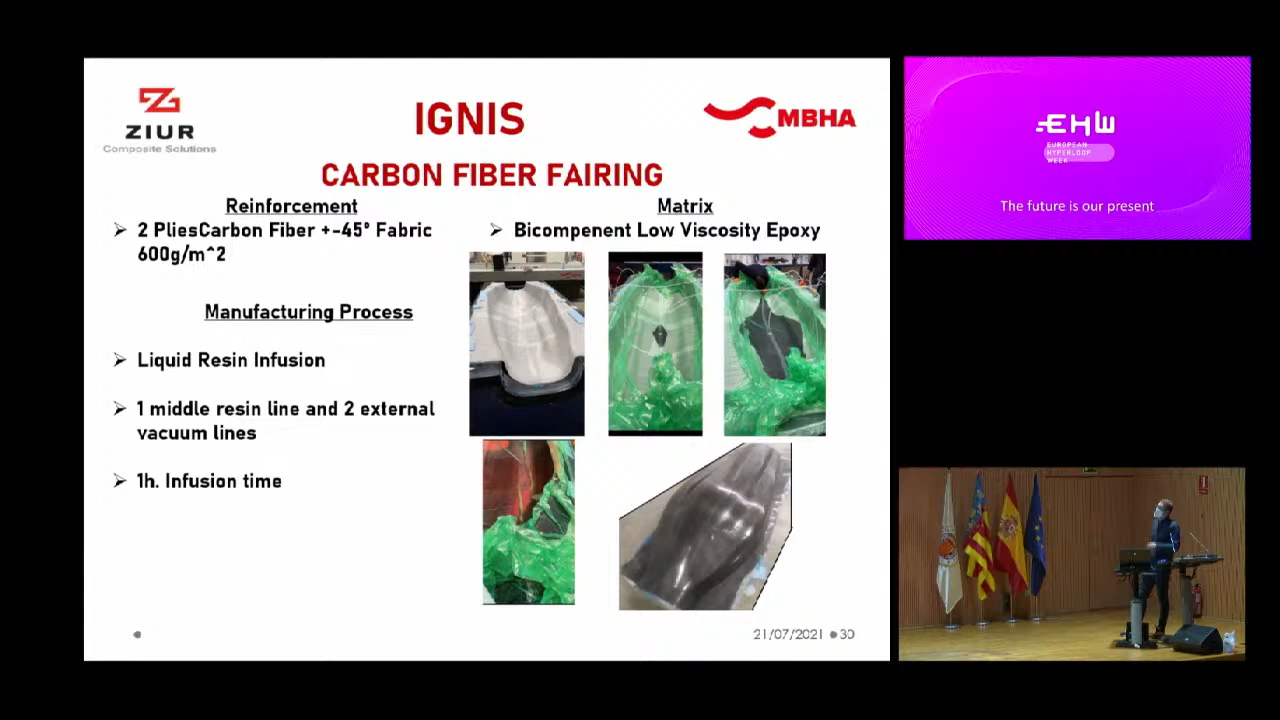 ZIUR
Composite Solutions
IGNIS
MBHA
CARBON FIBER FAIRING
Reinforcement
2 PliesCarbon Fiber +-45° Fabric
600g/m^2
Manufacturing Process
Liquid Resin Infusion
1 middle resin line and 2 external
vacuum lines
1h. Infusion time
Matrix
Bicompenent Low Viscosity Epoxy
21/07/2021
30
EHW
EUROPEAN
HYPERLOOP
WEEK
The future is our present